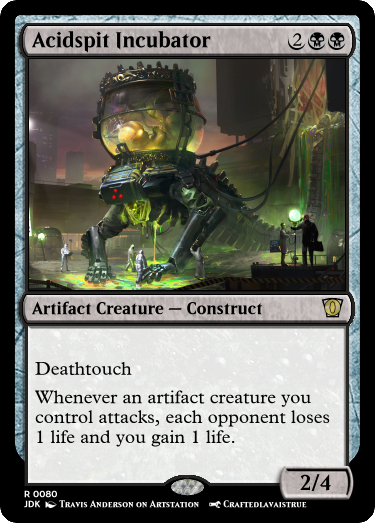 Acidspit Incubator 2
Artifact Creature — Construct
Deathtouch
Whenever an artifact creature you
control attacks, each opponent loses
1 life and you gain 1 life.
2/4
R 0080
JDK Travis Anderson on Artstation Craftedlavaistrue